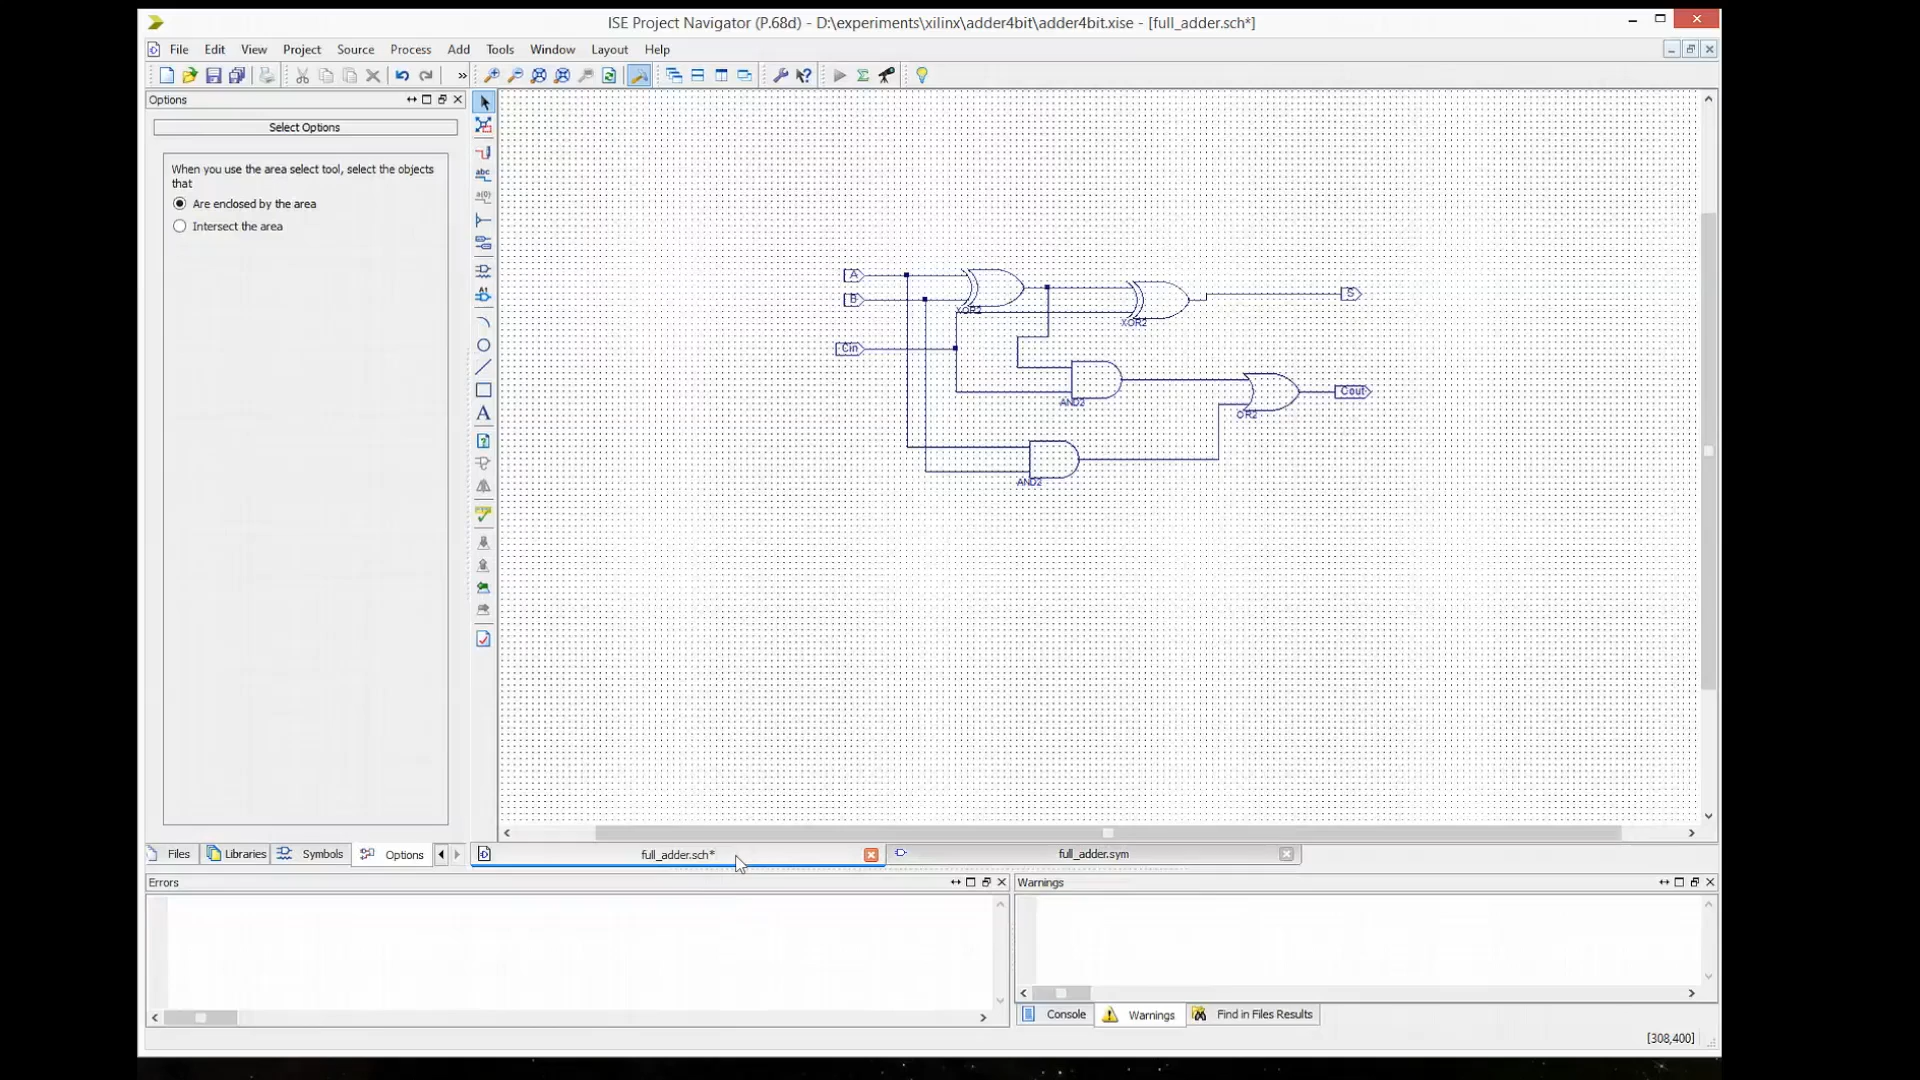 ISE Project Navigator (P.68d) - D:\experiments\xilinx\adder4bit\adder4bit.xise - [full_adder.sch*]
File Edit View Project Source Process Add Tools Window Layout Help
Options
Select Options
When you use the area select tool, select the objects
that
Are enclosed by the area
Intersect the area
abc
a(0)
A1
A
A
B
XOR2
XOR2
S
Cin
AND2
OR2
Cout
AND2
Files Libraries Symbols Options
full_adder.sch*
full_adder.sym
Errors
Warnings
Console Warnings Find in Files Results
[308,400]